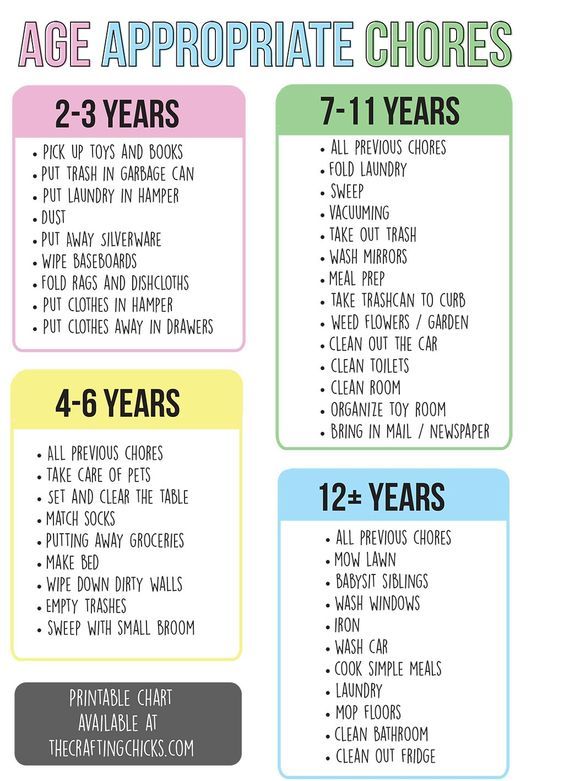 AGE APPROPRIATE CHORES
2-3 YEARS
• PICK UP TOYS AND BOOKS
• PUT TRASH IN GARBAGE CAN
• PUT LAUNDRY IN HAMPER
• DUST
• PUT AWAY SILVERWARE
• WIPE BASEBOARDS
• FOLD RAGS AND DISHCLOTHS
• PUT CLOTHES IN HAMPER
• PUT CLOTHES AWAY IN DRAWERS
4-6 YEARS
• ALL PREVIOUS CHORES
• TAKE CARE OF PETS
• SET AND CLEAR THE TABLE
• MATCH SOCKS
• PUTTING AWAY GROCERIES
• MAKE BED
• WIPE DOWN DIRTY WALLS
• EMPTY TRASHES
• SWEEP WITH SMALL BROOM
7-11 YEARS
• ALL PREVIOUS CHORES
• FOLD LAUNDRY
• SWEEP
• VACUUMING
• TAKE OUT TRASH
• WASH MIRRORS
• MEAL PREP
• TAKE TRASHCAN TO CURB
• WEED FLOWERS / GARDEN
• CLEAN OUT THE CAR
• CLEAN TOILETS
• CLEAN ROOM
• ORGANIZE TOY ROOM
• BRING IN MAIL / NEWSPAPER
12± YEARS
• ALL PREVIOUS CHORES
• MOW LAWN
• BABYSIT SIBLINGS
• WASH WINDOWS
• IRON
• WASH CAR
• COOK SIMPLE MEALS
• LAUNDRY
• MOP FLOORS
• CLEAN BATHROOM
• CLEAN OUT FRIDGE
PRINTABLE CHART
AVAILABLE AT
THECRAFTINGCHICKS.COM